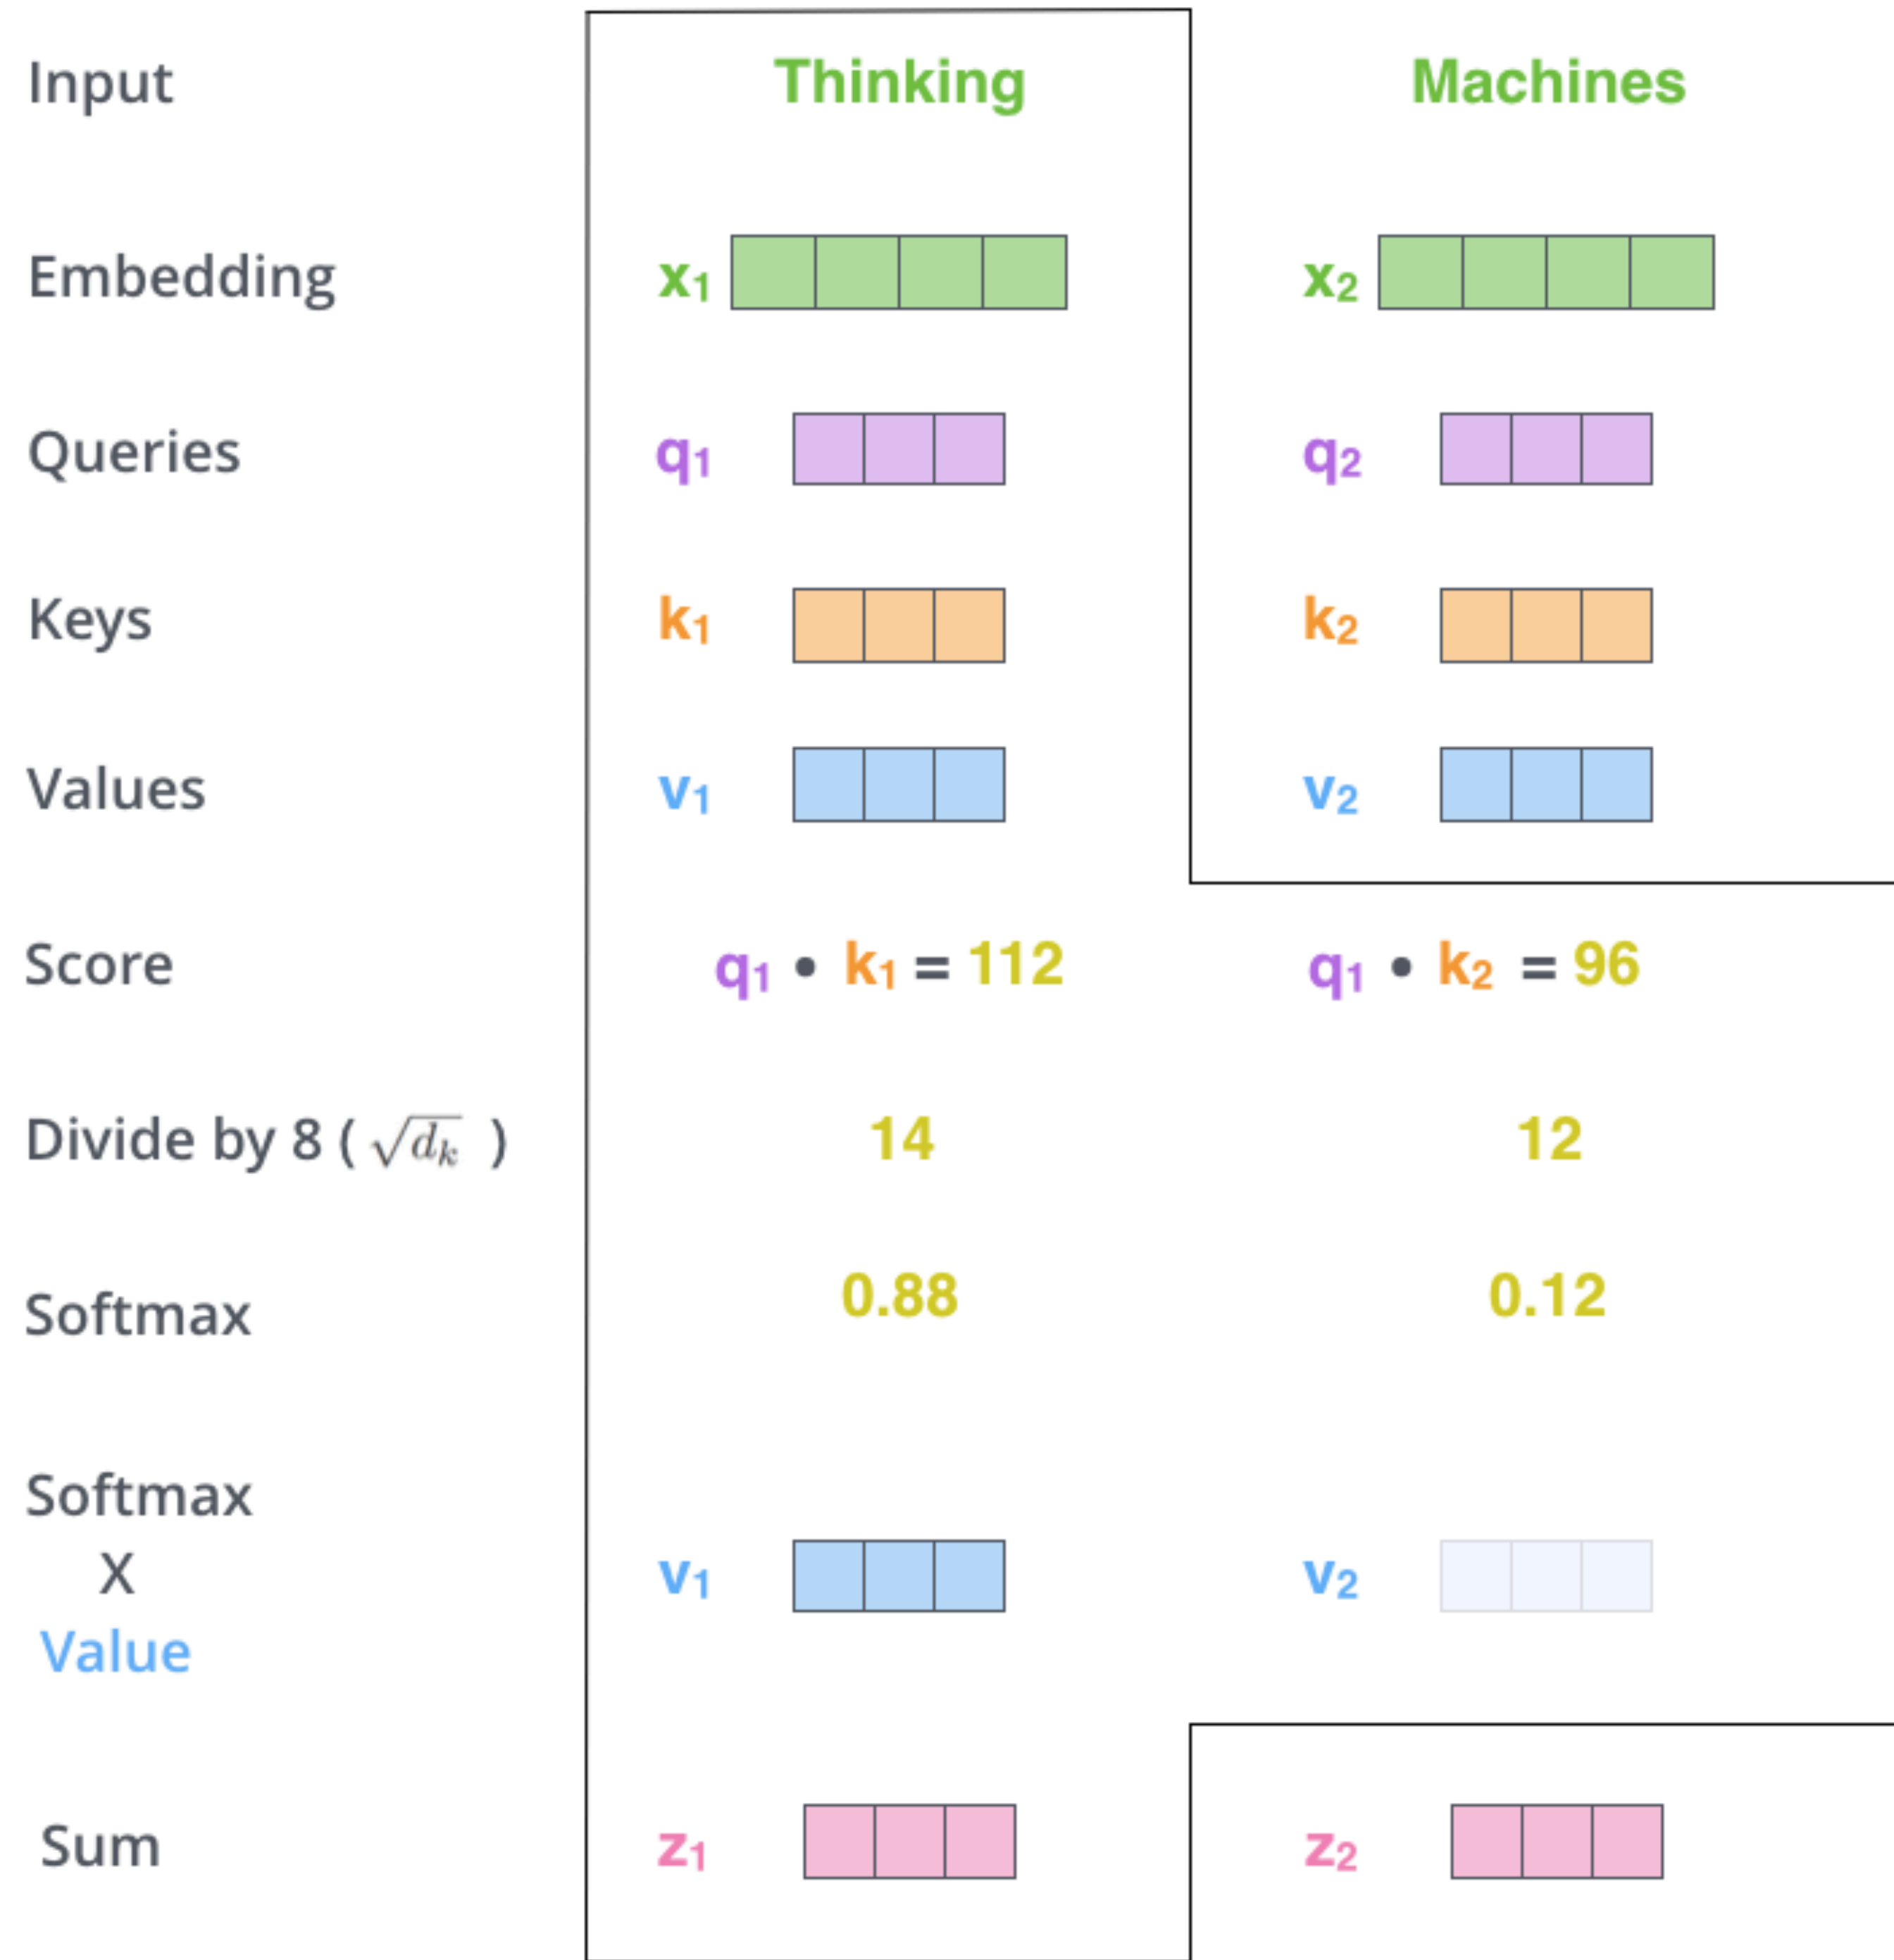 Input Thinking Machines
Embedding x₁ x₂
Queries q₁ q₂
Keys k₁ k₂
Values v₁ v₂
Score q₁ • k₁ = 112 q₁ • k₂ = 96
Divide by 8 ( √dₖ ) 14 12
Softmax 0.88 0.12
Softmax
X v₁ v₂
Value
Sum z₁ z₂